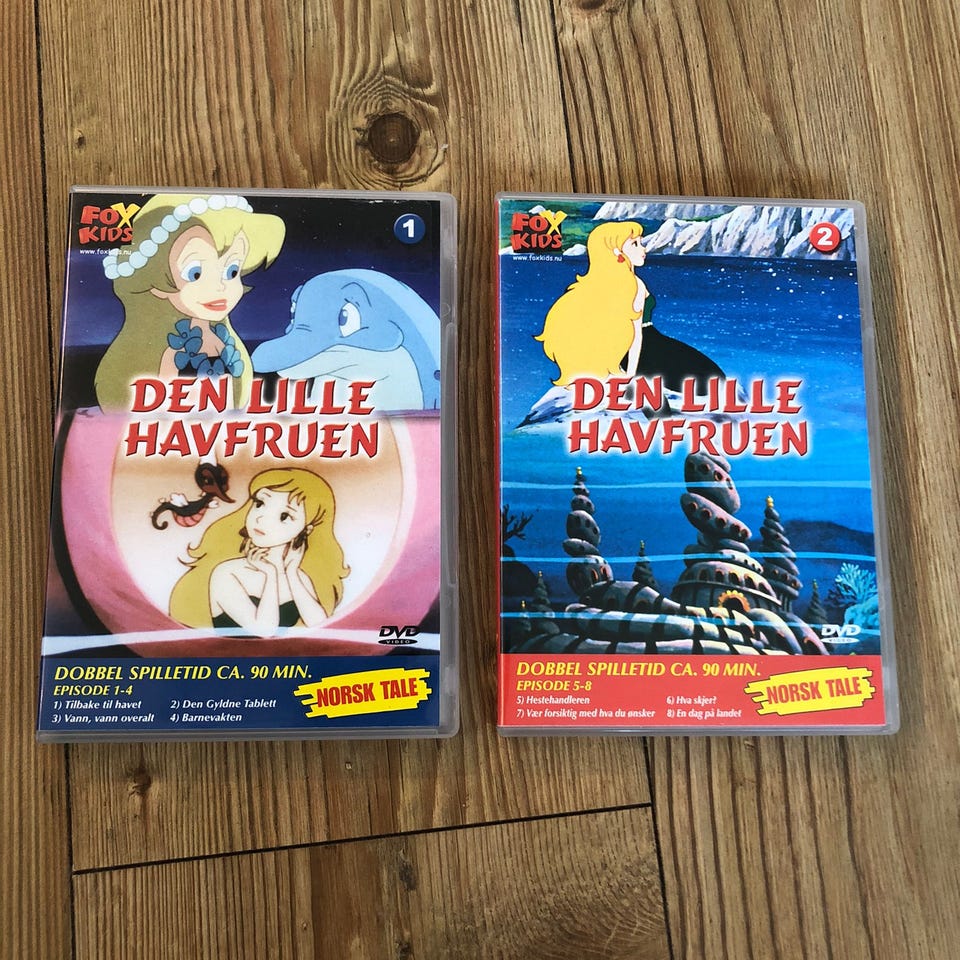 FOX
KIDS
www.foxkids.nu
1
DEN LILLE
HAVFRUEN
DVD
VIDEO
DOBBEL SPILLETID CA. 90 MIN.
EPISODE 1-4
1) Tilbake til havet 2) Den Gyldne Tablett
3) Vann, vann overalt 4) Barnevakten
NORSK TALE
FOX
KIDS
www.foxkids.nu
2
DEN LILLE
HAVFRUEN
DVD
VIDEO
DOBBEL SPILLETID CA. 90 MIN.
EPISODE 5-8
5) Hestehandleren 6) Hva skjer?
7) Vær forsiktig med hva du ønsker 8) En dag på landet
NORSK TALE